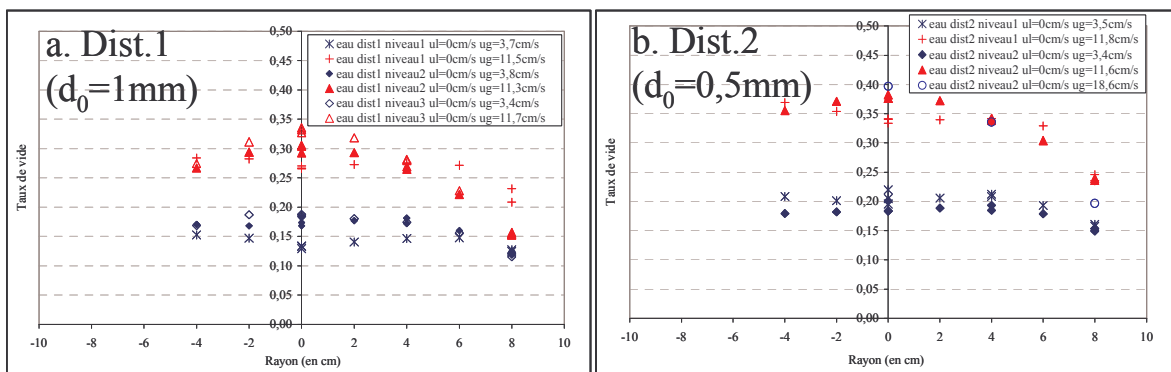 a. Dist.1
(d₀=1mm)
eau dist1 niveau1 ul=0cm/s ug=3,7cm/s
eau dist1 niveau1 ul=0cm/s ug=11,5cm/s
eau dist1 niveau2 ul=0cm/s ug=3,8cm/s
eau dist1 niveau2 ul=0cm/s ug=11,3cm/s
eau dist1 niveau3 ul=0cm/s ug=3,4cm/s
eau dist1 niveau3 ul=0cm/s ug=11,7cm/s
Taux de vide
0,50
0,45
0,40
0,35
0,30
0,25
0,20
0,15
0,10
0,05
0,00
-10 -8 -6 -4 -2 0 2 4 6 8 10
Rayon (en cm)
b. Dist.2
(d₀=0,5mm)
eau dist2 niveau1 ul=0cm/s ug=3,5cm/s
eau dist2 niveau1 ul=0cm/s ug=11,8cm/s
eau dist2 niveau2 ul=0cm/s ug=3,4cm/s
eau dist2 niveau2 ul=0cm/s ug=11,6cm/s
eau dist2 niveau2 ul=0cm/s ug=18,6cm/s
Taux de vide
0,50
0,45
0,40
0,35
0,30
0,25
0,20
0,15
0,10
0,05
0,00
-10 -8 -6 -4 -2 0 2 4 6 8 10
Rayon (en cm)